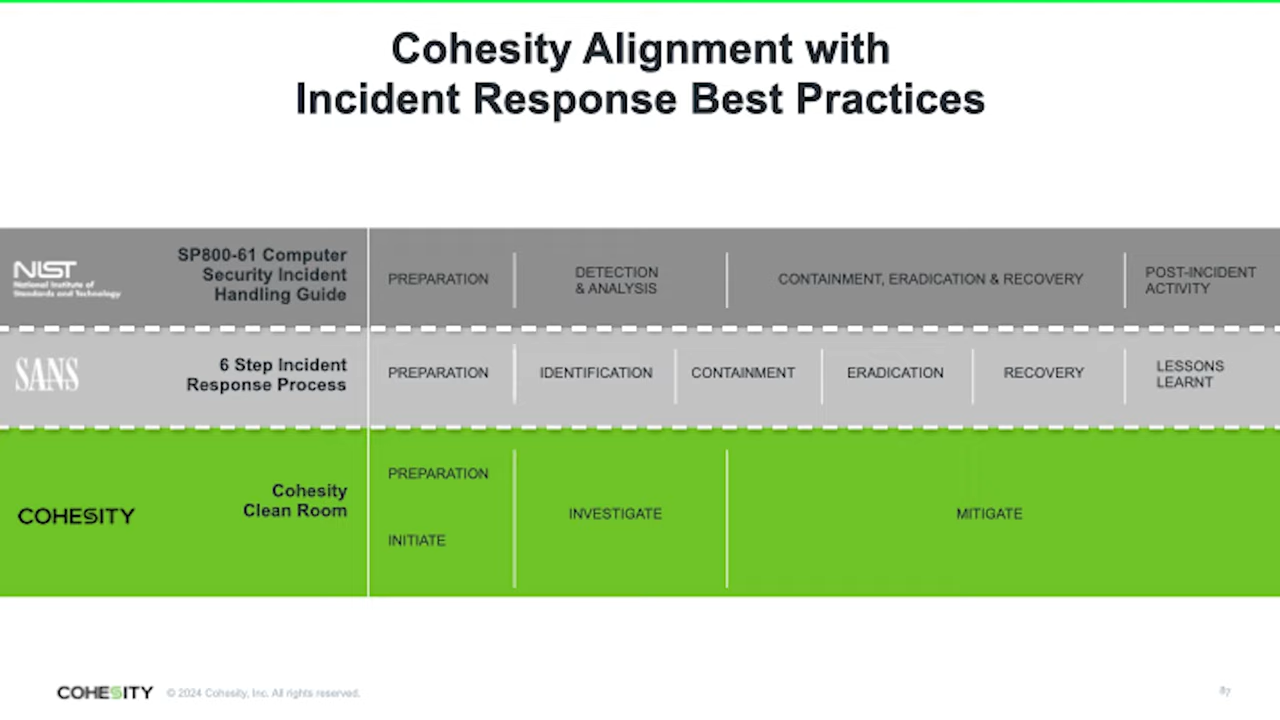 Cohesity Alignment with
Incident Response Best Practices
NIST
National Institute of
Standards and Technology
SP800-61 Computer
Security Incident
Handling Guide
PREPARATION
DETECTION
& ANALYSIS
CONTAINMENT, ERADICATION & RECOVERY
POST-INCIDENT
ACTIVITY
SANS
6 Step Incident
Response Process
PREPARATION
IDENTIFICATION
CONTAINMENT
ERADICATION
RECOVERY
LESSONS
LEARNT
COHESITY
Cohesity
Clean Room
PREPARATION
INITIATE
INVESTIGATE
MITIGATE
COHESITY
© 2024 Cohesity, Inc. All rights reserved.
87